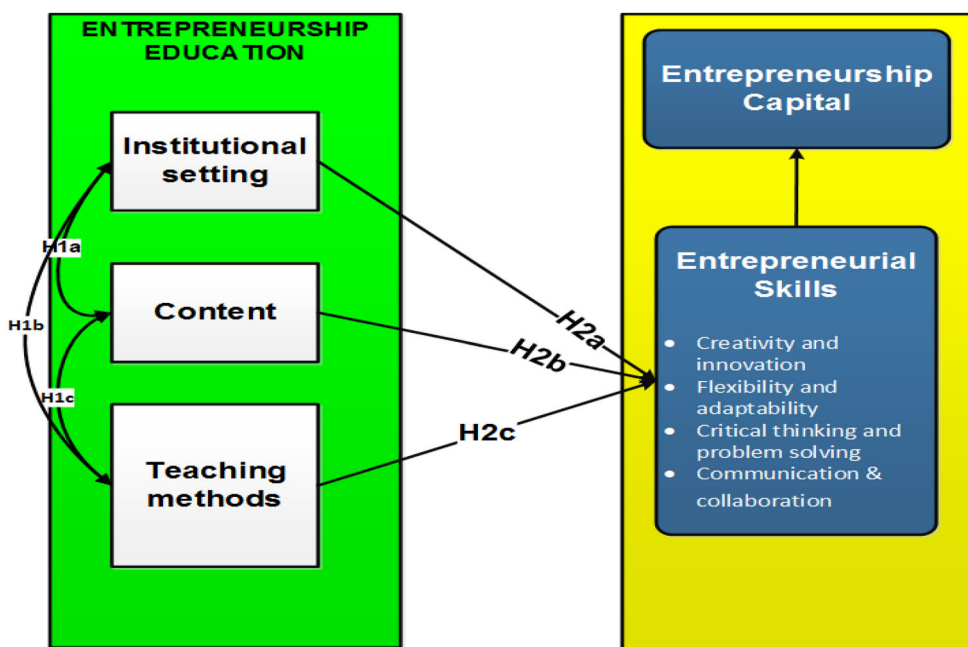 ENTREPRENEURSHIP
EDUCATION
Institutional
setting
H1a
Content
H1b
H1c
Teaching
methods
H2a
H2b
H2c
Entrepreneurship
Capital
Entrepreneurial
Skills
• Creativity and
innovation
• Flexibility and
adaptability
• Critical thinking and
problem solving
• Communication &
collaboration